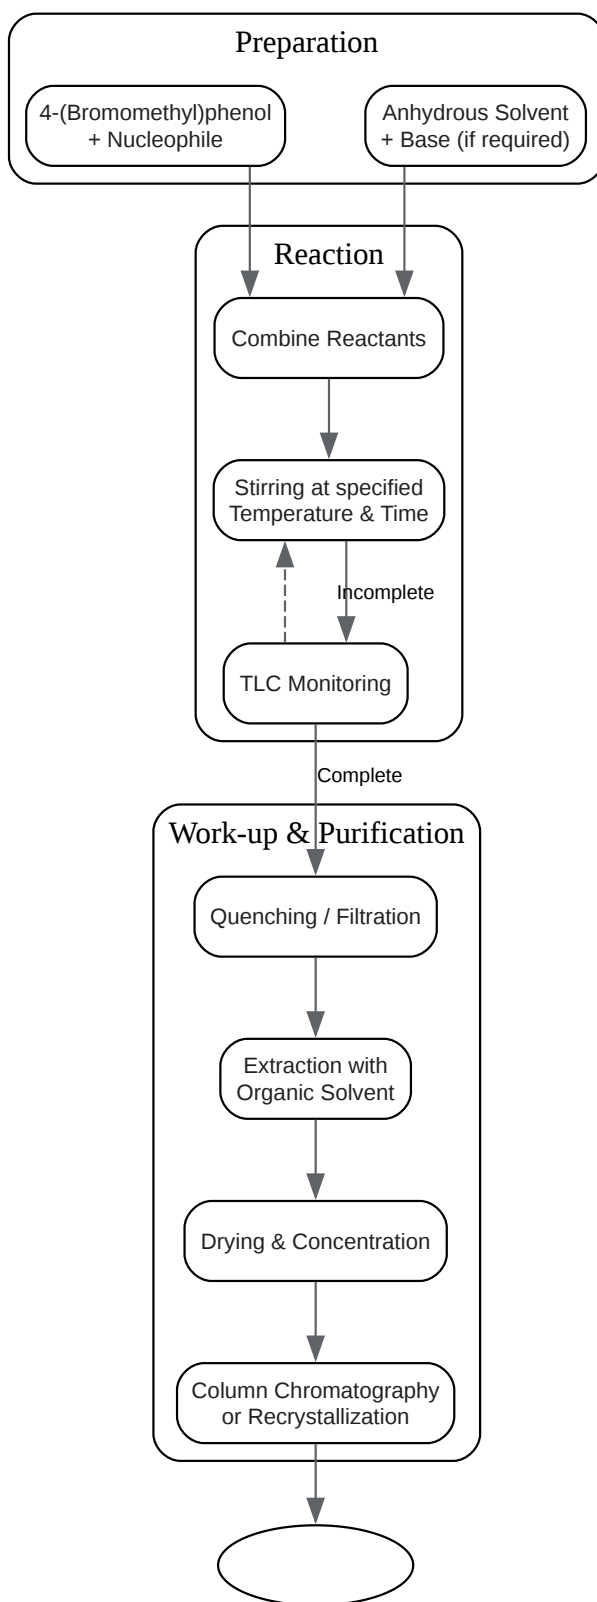 Preparation
4-(Bromomethyl)phenol
+ Nucleophile
Anhydrous Solvent
+ Base (if required)
Reaction
Combine Reactants
Stirring at specified
Temperature & Time
Incomplete
TLC Monitoring
Complete
Work-up & Purification
Quenching / Filtration
Extraction with
Organic Solvent
Drying & Concentration
Column Chromatography
or Recrystallization